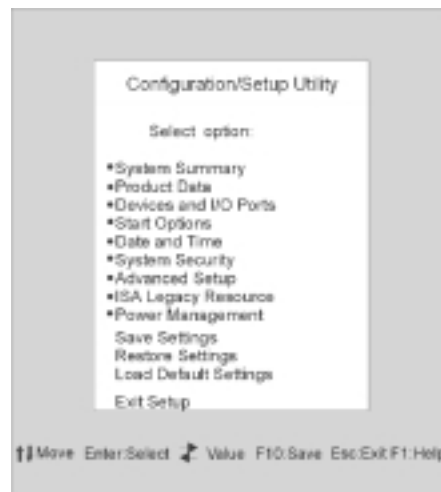 Configuration/Setup Utility
Select option:
•System Summary
•Product Data
•Devices and I/O Ports
•Start Options
•Date and Time
•System Security
•Advanced Setup
•ISA Legacy Resource
•Power Management
Save Settings
Restore Settings
Load Default Settings
Exit Setup
↑↓ Move Enter:Select Value F10:Save Esc:Exit F1:Help